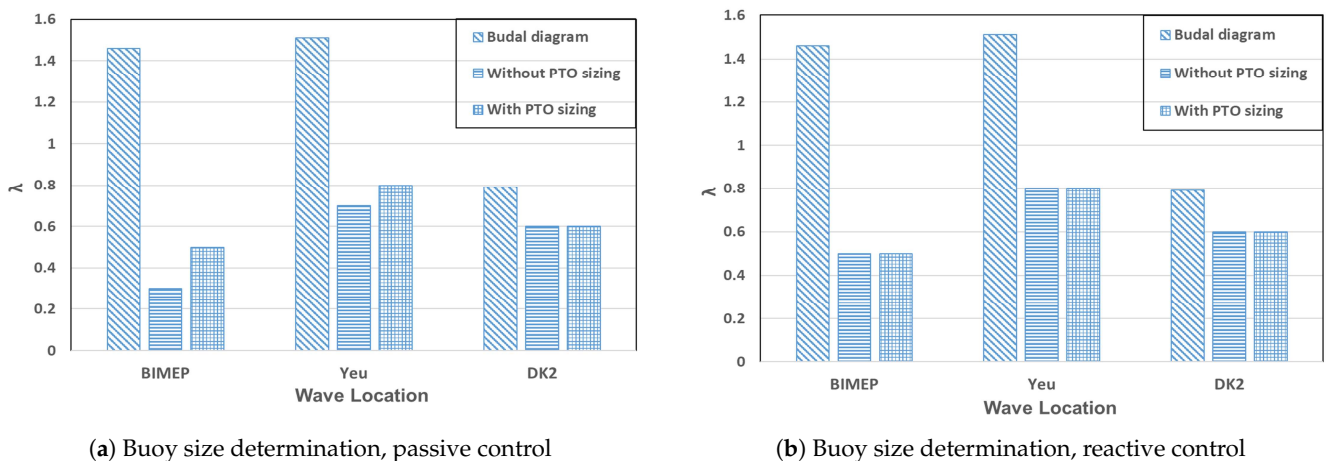 1.6
1.4
1.2
1
0.8
0.6
0.4
0.2
0
λ
Budal diagram
Without PTO sizing
With PTO sizing
BIMEP Yeu DK2
Wave Location
(a) Buoy size determination, passive control
1.6
1.4
1.2
1
0.8
0.6
0.4
0.2
0
λ
Budal diagram
Without PTO sizing
With PTO sizing
BIMEP Yeu DK2
Wave Location
(b) Buoy size determination, reactive control